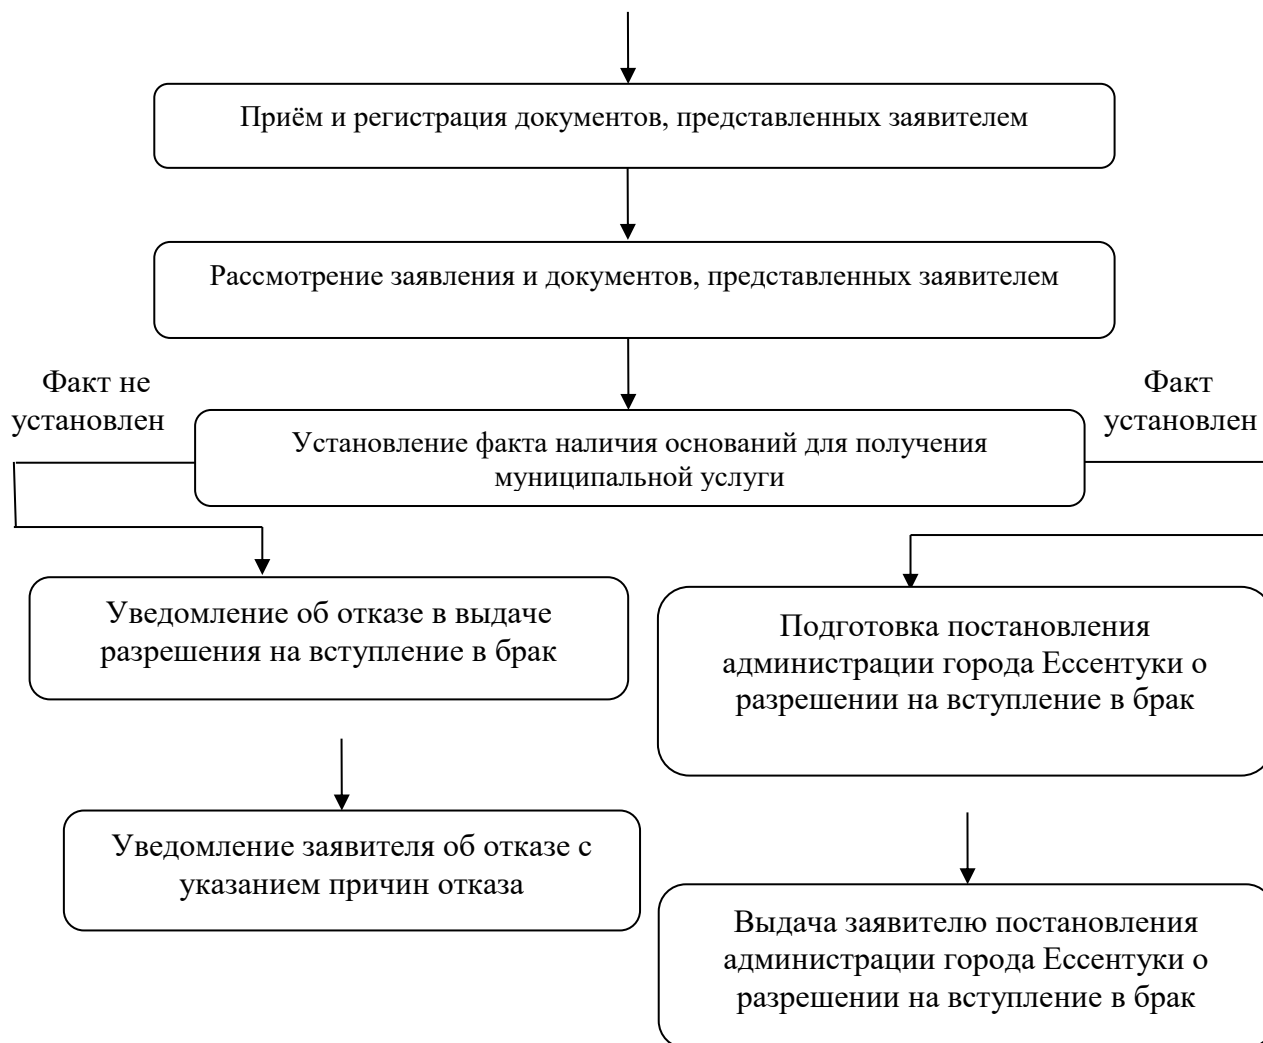 Приём и регистрация документов, представленных заявителем
Рассмотрение заявления и документов, представленных заявителем
Факт не
установлен
Факт
установлен
Установление факта наличия оснований для получения
муниципальной услуги
Уведомление об отказе в выдаче
разрешения на вступление в брак
Подготовка постановления
администрации города Ессентуки о
разрешении на вступление в брак
Уведомление заявителя об отказе с
указанием причин отказа
Выдача заявителю постановления
администрации города Ессентуки о
разрешении на вступление в брак